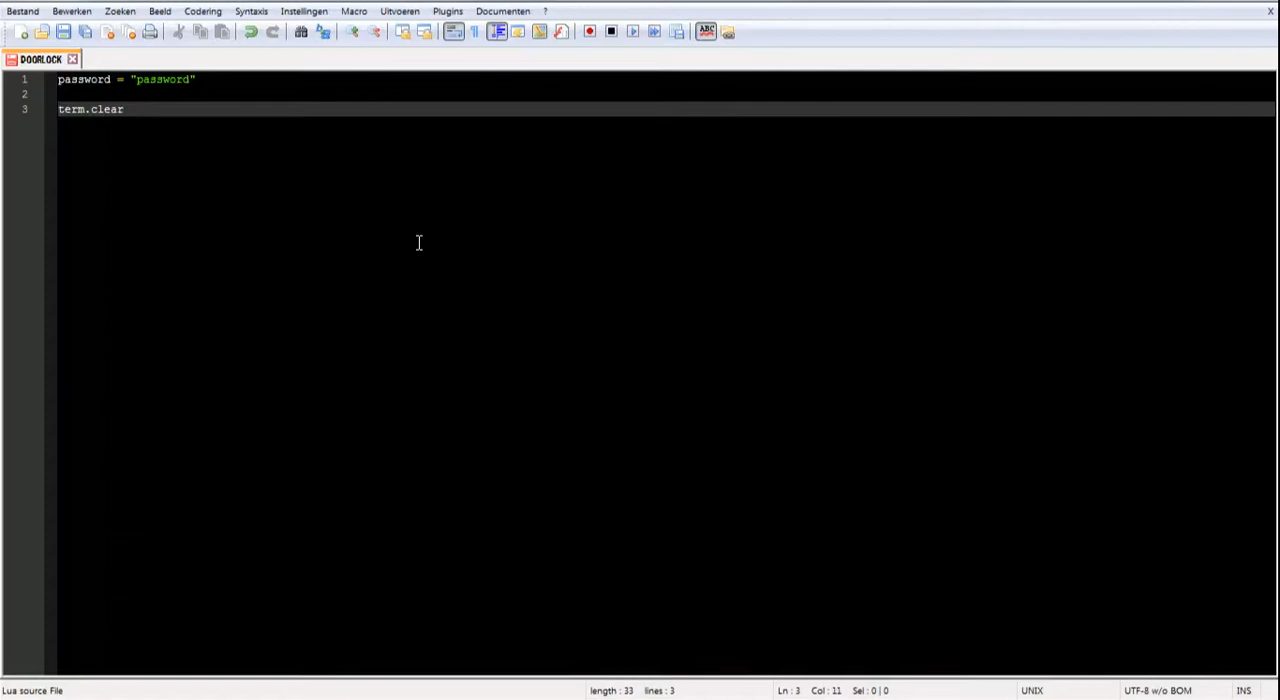 Bestand Bewerken Zoeken Beeld Codering Syntaxis Instellingen Macro Uitvoeren Plugins Documenten ? X
ABC
DOORLOCK
1 password = "password"
2
3 term.clear
Lua source File length : 33 lines : 3 Ln : 3 Col : 11 Sel : 0 | 0 UNIX UTF-8 w/o BOM INS